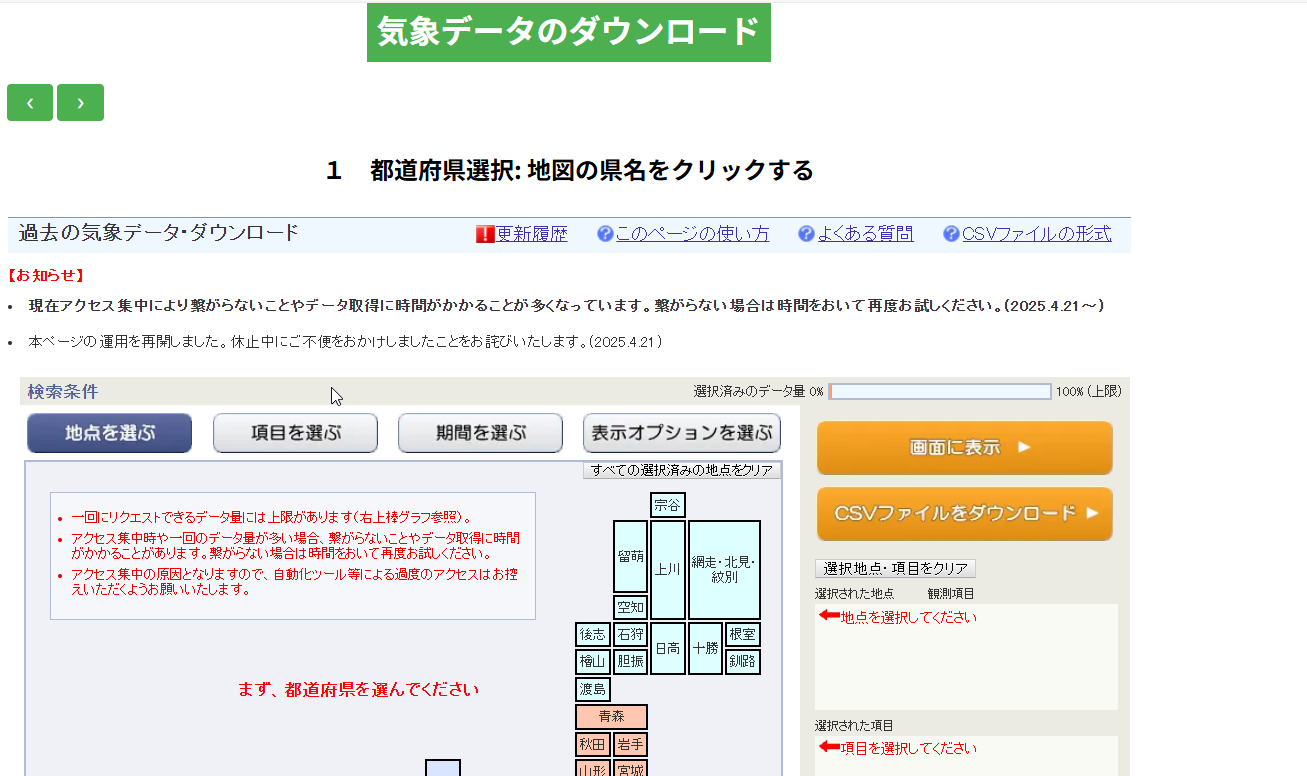 気象データのダウンロード
‹ ›
１　都道府県選択: 地図の県名をクリックする
過去の気象データ・ダウンロード
更新履歴 このページの使い方 よくある質問 CSVファイルの形式
【お知らせ】
• 現在アクセス集中により繋がらないことやデータ取得に時間がかかることが多くなっています。繋がらない場合は時間をおいて再度お試しください。(2025.4.21～)
• 本ページの運用を再開しました。休止中にご不便をおかけしましたことをお詫びいたします。(2025.4.21)
検索条件
選択済みのデータ量 0% 100% (上限)
地点を選ぶ 項目を選ぶ 期間を選ぶ 表示オプションを選ぶ
すべての選択済みの地点をクリア
• 一回にリクエストできるデータ量には上限があります(右上棒グラフ参照)。
• アクセス集中時や一回のデータ量が多い場合、繋がらないことやデータ取得に時間
がかかることがあります。繋がらない場合は時間をおいて再度お試しください。
• アクセス集中の原因となりますので、自動化ツール等による過度のアクセスはお控
えいただくようお願いいたします。
まず、都道府県を選んでください
宗谷
留萌 上川 網走・北見・
紋別
空知
後志 石狩 日高 十勝 根室
檜山 胆振 釧路
渡島
青森
秋田 岩手
山形 宮城
画面に表示
CSVファイルをダウンロード
選択地点・項目をクリア
選択された地点 観測項目
地点を選択してください
選択された項目
項目を選択してください